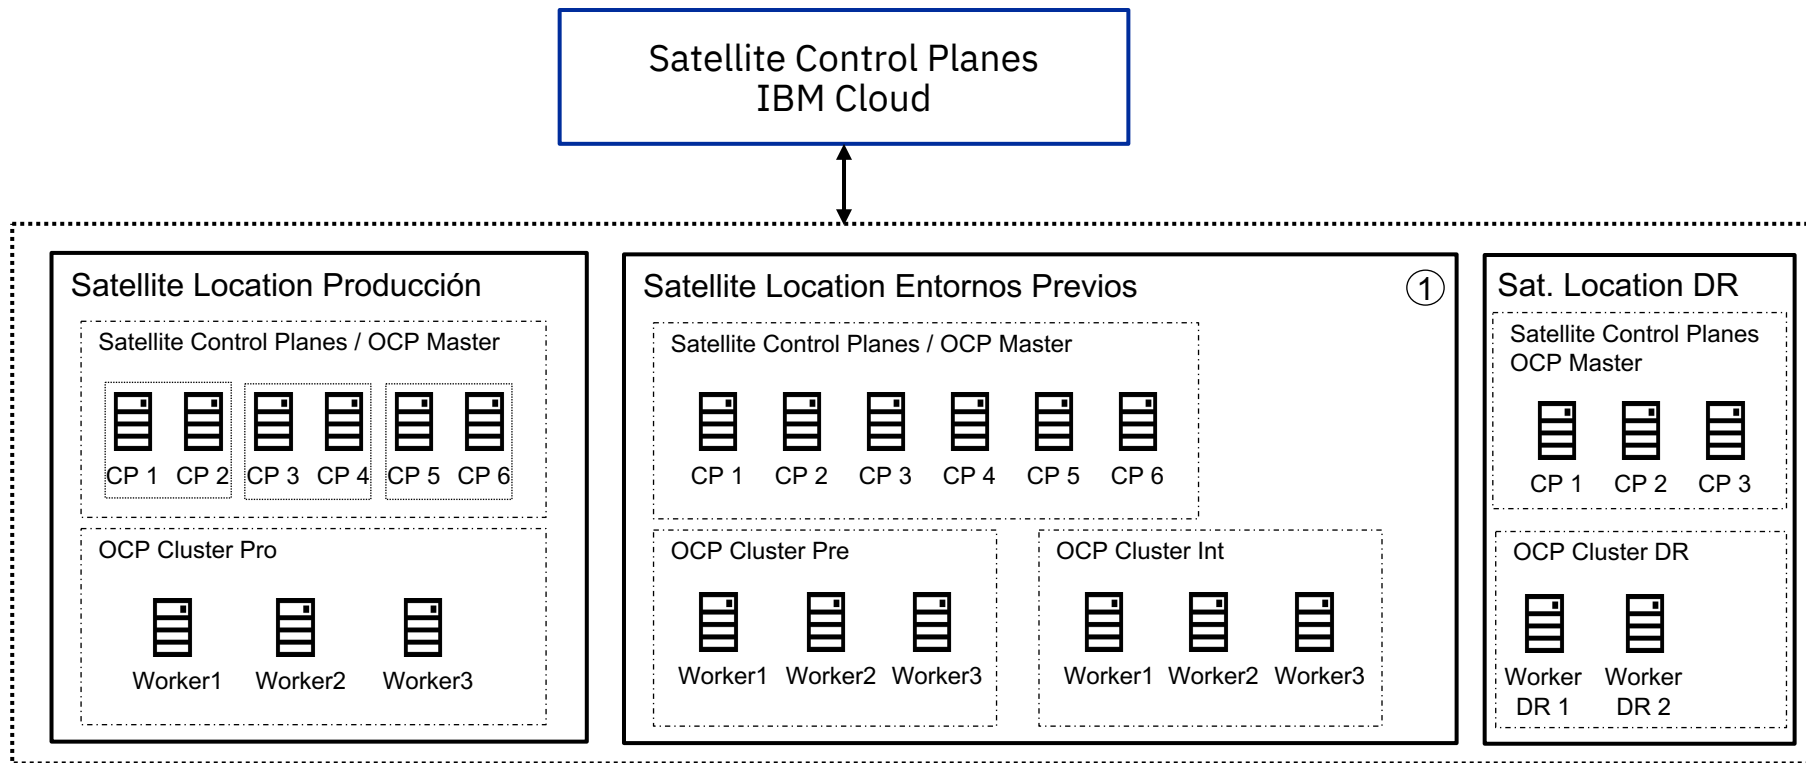 Satellite Control Planes
IBM Cloud
Satellite Location Producción
Satellite Control Planes / OCP Master
CP 1 CP 2 CP 3 CP 4 CP 5 CP 6
OCP Cluster Pro
Worker1 Worker2 Worker3
Satellite Location Entornos Previos
1
Satellite Control Planes / OCP Master
CP 1 CP 2 CP 3 CP 4 CP 5 CP 6
OCP Cluster Pre
Worker1 Worker2 Worker3
OCP Cluster Int
Worker1 Worker2 Worker3
Sat. Location DR
Satellite Control Planes
OCP Master
CP 1 CP 2 CP 3
OCP Cluster DR
Worker Worker
DR 1 DR 2